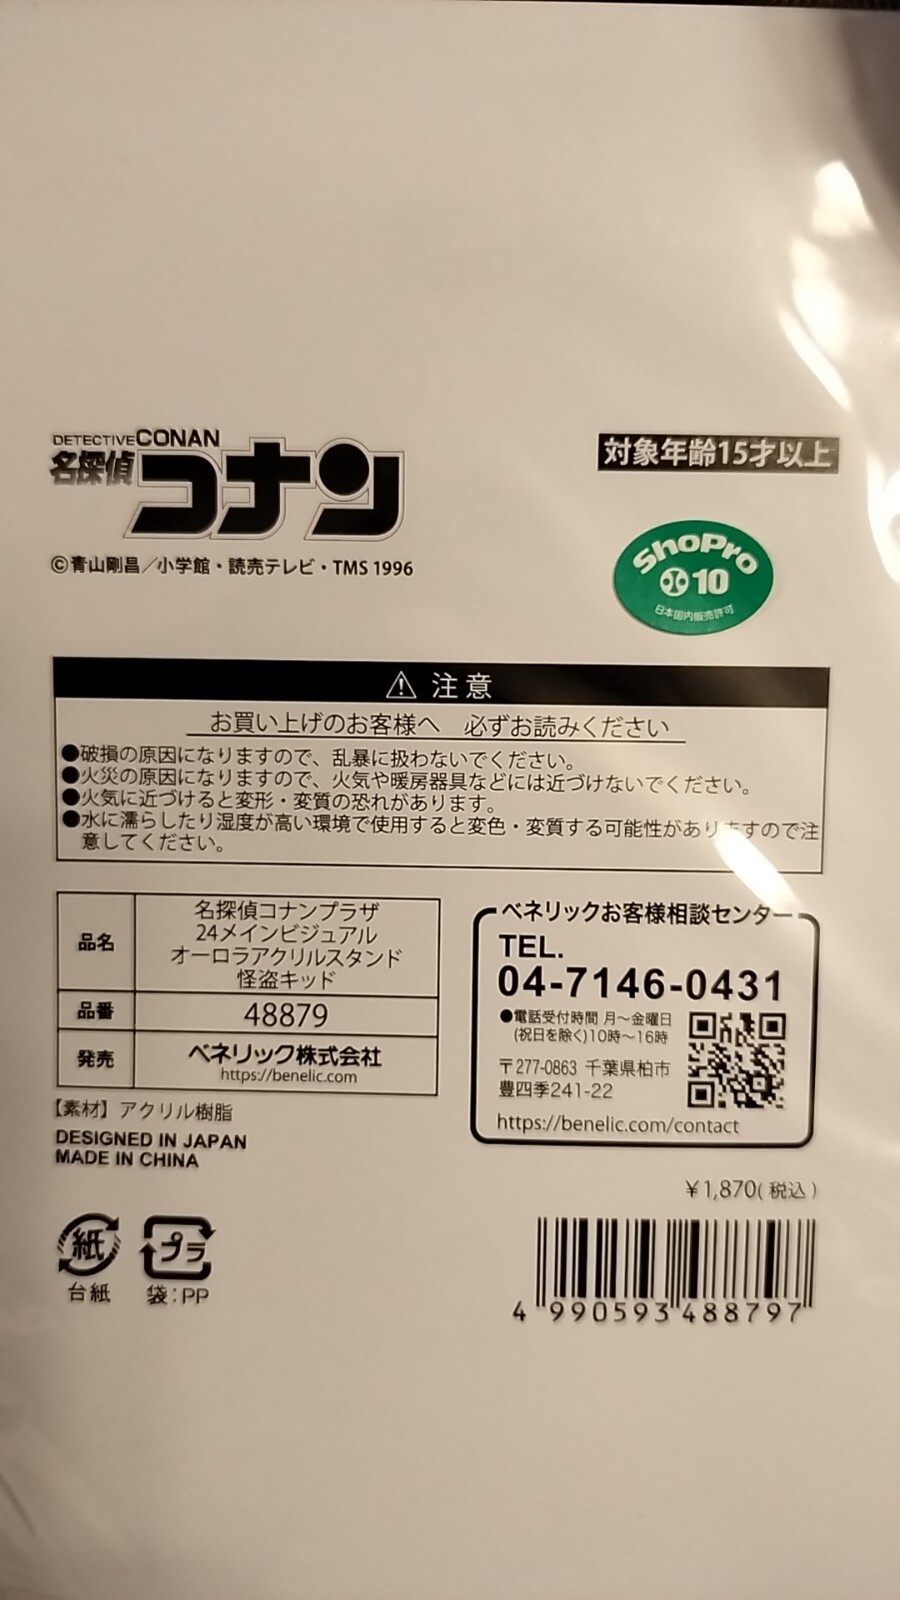 DETECTIVE CONAN
名探偵コナン
©青山剛昌／小学館・読売テレビ・TMS 1996
対象年齢15才以上
ShoPro
10
日本国内販売許可
⚠ 注意
お買い上げのお客様へ　必ずお読みください
●破損の原因になりますので、乱暴に扱わないでください。
●火災の原因になりますので、火気や暖房器具などには近づけないでください。
●火気に近づけると変形・変質の恐れがあります。
●水に濡らしたり湿度が高い環境で使用すると変色・変質する可能性がありますので注
意してください。
品名
名探偵コナンプラザ
24メインビジュアル
オーロラアクリルスタンド
怪盗キッド
品番
48879
発売
ベネリック株式会社
https://benelic.com
【素材】アクリル樹脂
DESIGNED IN JAPAN
MADE IN CHINA
ベネリックお客様相談センター
TEL.
04-7146-0431
●電話受付時間 月～金曜日
(祝日を除く)10時～16時
〒277-0863 千葉県柏市
豊四季241-22
https://benelic.com/contact
￥1,870(税込)
紙
台紙
プラ
袋:PP
4 990593 488797